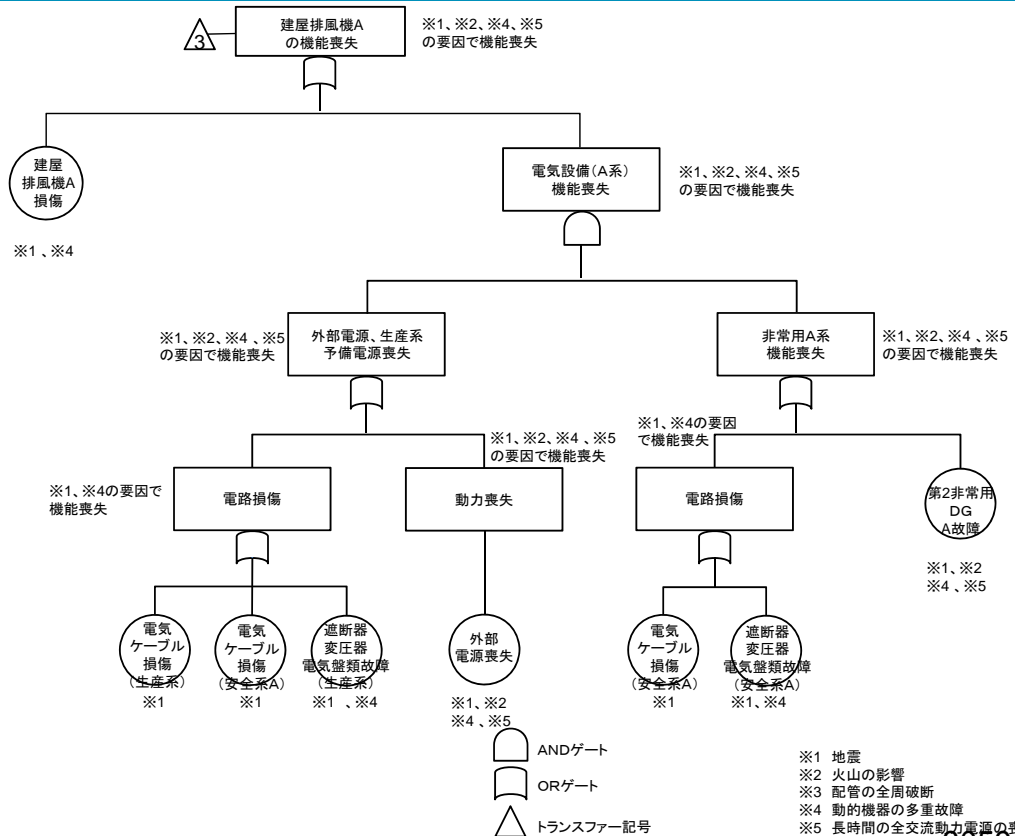 3
建屋排風機A
の機能喪失
※1、※2、※4、※5
の要因で機能喪失
建屋
排風機A
損傷
※1 、※4
電気設備(A系)
機能喪失
※1、※2、※4、※5
の要因で機能喪失
※1、※2、※4 、※5
の要因で機能喪失
外部電源、生産系
予備電源喪失
非常用A系
機能喪失
※1、※2、※4 、※5
の要因で機能喪失
※1、※4の要因で
機能喪失
電路損傷
※1、※2、※4 、※5
の要因で機能喪失
動力喪失
※1、※4の要因
で機能喪失
電路損傷
第2非常用
DG
A故障
※1、※2
※4 、※5
電気
ケーブル
損傷
(生産系)
※1
電気
ケーブル
損傷
(安全系A)
※1
遮断器
変圧器
電気盤類故障
(生産系)
※1 、※4
外部
電源喪失
※1、※2
※4 、※5
電気
ケーブル
損傷
(安全系A)
※1
遮断器
変圧器
電気盤類故障
(安全系A)
※1、※4
ANDゲート
ORゲート
トランスファー記号
※1 地震
※2 火山の影響
※3 配管の全周破断
※4 動的機器の多重故障
※5 長時間の全交流動力電源の喪